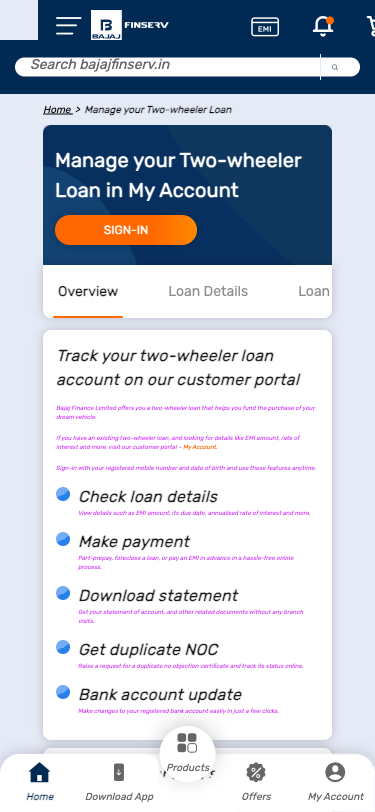 BAJAJ FINSERV
EMI
Search bajajfinserv.in
Home > Manage your Two-wheeler Loan
Manage your Two-wheeler
Loan in My Account
SIGN-IN
Overview Loan Details Loan
Track your two-wheeler loan
account on our customer portal
Bajaj Finance Limited offers you a two-wheeler loan that helps you fund the purchase of your
dream vehicle.
If you have an existing two-wheeler loan, and looking for details like EMI amount, rate of
interest and more, visit our customer portal – My Account.
Sign-in with your registered mobile number and date of birth and use these features anytime.
Check loan details
View details such as EMI amount, its due date, annualised rate of interest and more.
Make payment
Part-prepay, foreclose a loan, or pay an EMI in advance in a hassle-free online
process.
Download statement
Get your statement of account, and other related documents without any branch
visits.
Get duplicate NOC
Raise a request for a duplicate no objection certificate and track its status online.
Bank account update
Make changes to your registered bank account easily in just a few clicks.
Home Download App Products Offers My Account